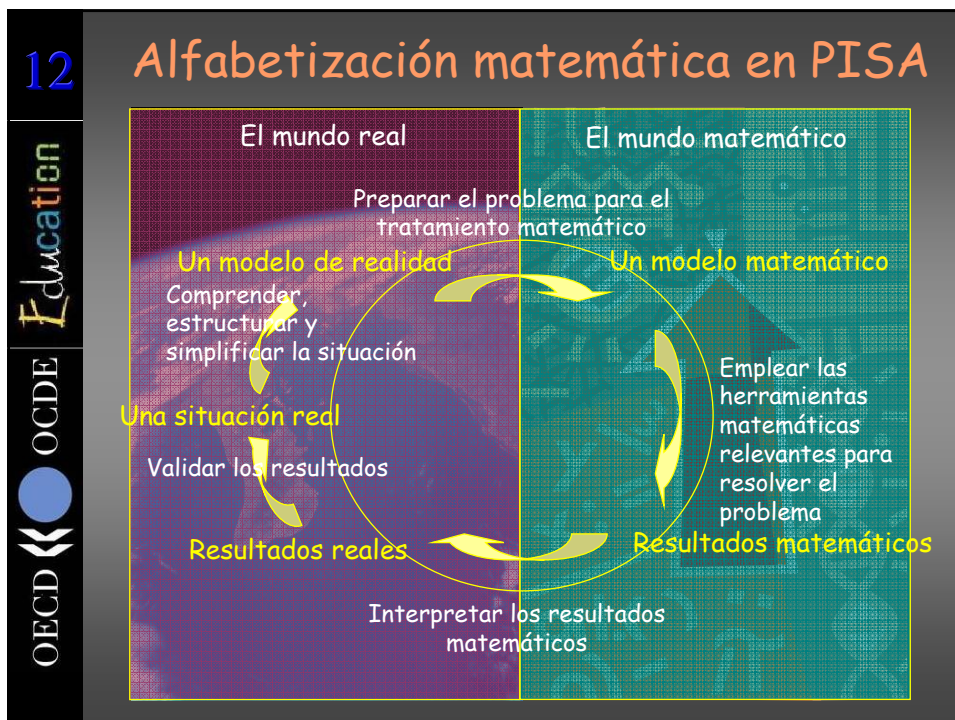 12
Alfabetización matemática en PISA
El mundo real
El mundo matemático
Preparar el problema para el
tratamiento matemático
Un modelo de realidad
Un modelo matemático
Comprender,
estructurar y
simplificar la situación
Emplear las
herramientas
matemáticas
relevantes para
resolver el
problema
Una situación real
Validar los resultados
Resultados reales
Resultados matemáticos
Interpretar los resultados
matemáticos
Education
OECD OCDE